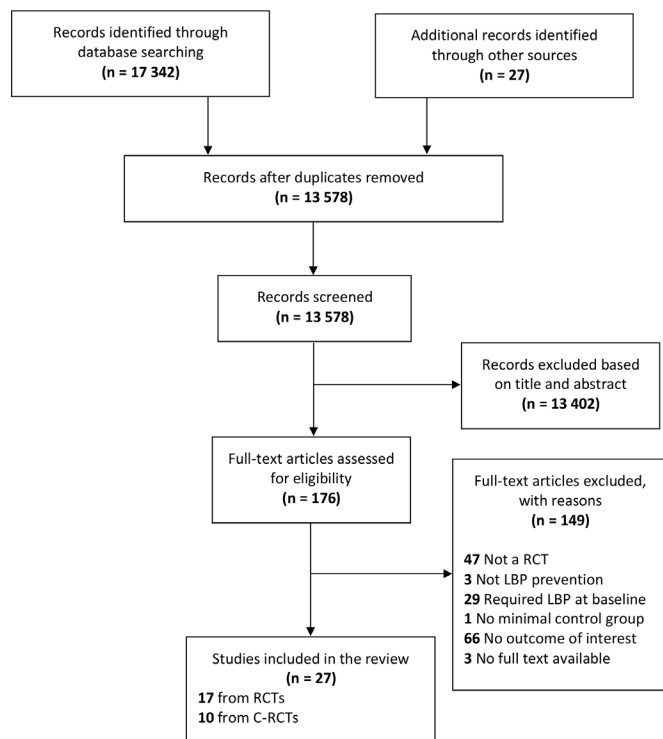 Records identified through
database searching
(n = 17 342)
Additional records identified
through other sources
(n = 27)
Records after duplicates removed
(n = 13 578)
Records screened
(n = 13 578)
Records excluded based
on title and abstract
(n = 13 402)
Full-text articles assessed
for eligibility
(n = 176)
Full-text articles excluded,
with reasons
(n = 149)
47 Not a RCT
3 Not LBP prevention
29 Required LBP at baseline
1 No minimal control group
66 No outcome of interest
3 No full text available
Studies included in the review
(n = 27)
17 from RCTs
10 from C-RCTs